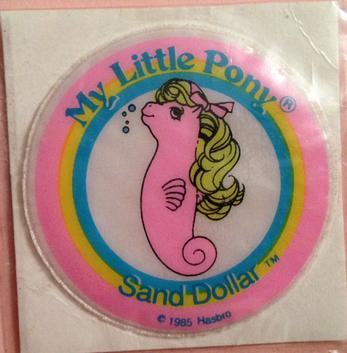 My Little Pony®
Sand Dollar™
© 1985 Hasbro